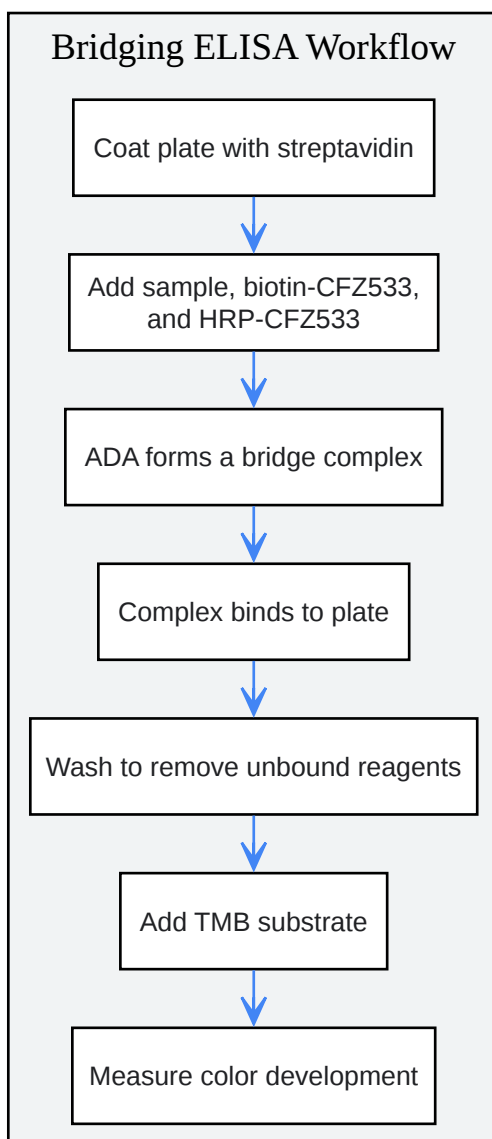 Bridging ELISA Workflow
Coat plate with streptavidin
Add sample, biotin-CFZ533,
and HRP-CFZ533
ADA forms a bridge complex
Complex binds to plate
Wash to remove unbound reagents
Add TMB substrate
Measure color development